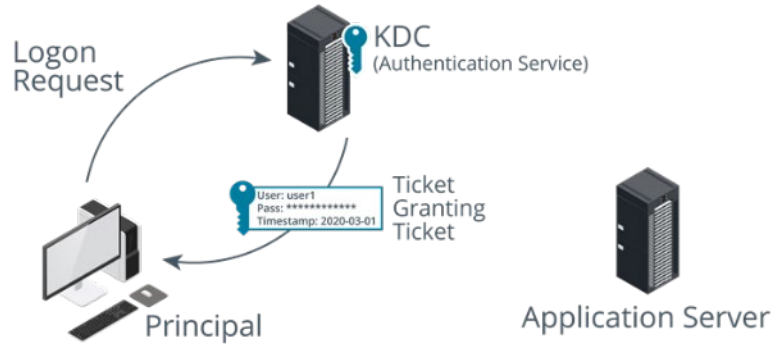 Logon
Request
KDC
(Authentication Service)
User: user1
Pass: ************
Timestamp: 2020-03-01
Ticket
Granting
Ticket
Principal
Application Server